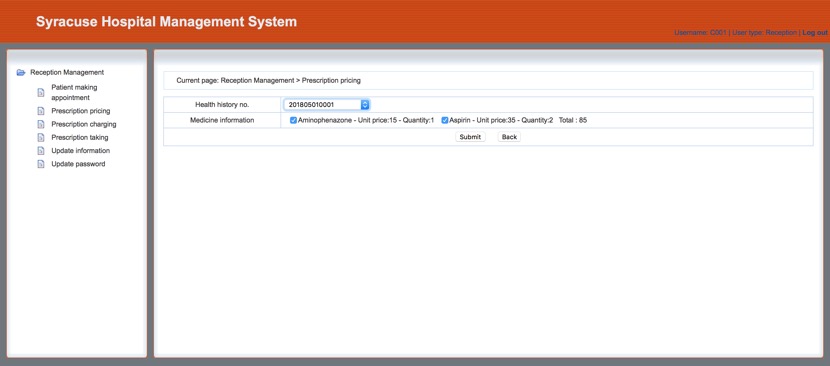 Syracuse Hospital Management System
Username: C001 | User type: Reception | Log out
Reception Management
Patient making
appointment
Prescription pricing
Prescription charging
Prescription taking
Update information
Update password
Current page: Reception Management > Prescription pricing
Health history no. 201805010001
Medicine information Aminophenazone - Unit price:15 - Quantity:1 Aspirin - Unit price:35 - Quantity:2 Total : 85
Submit Back